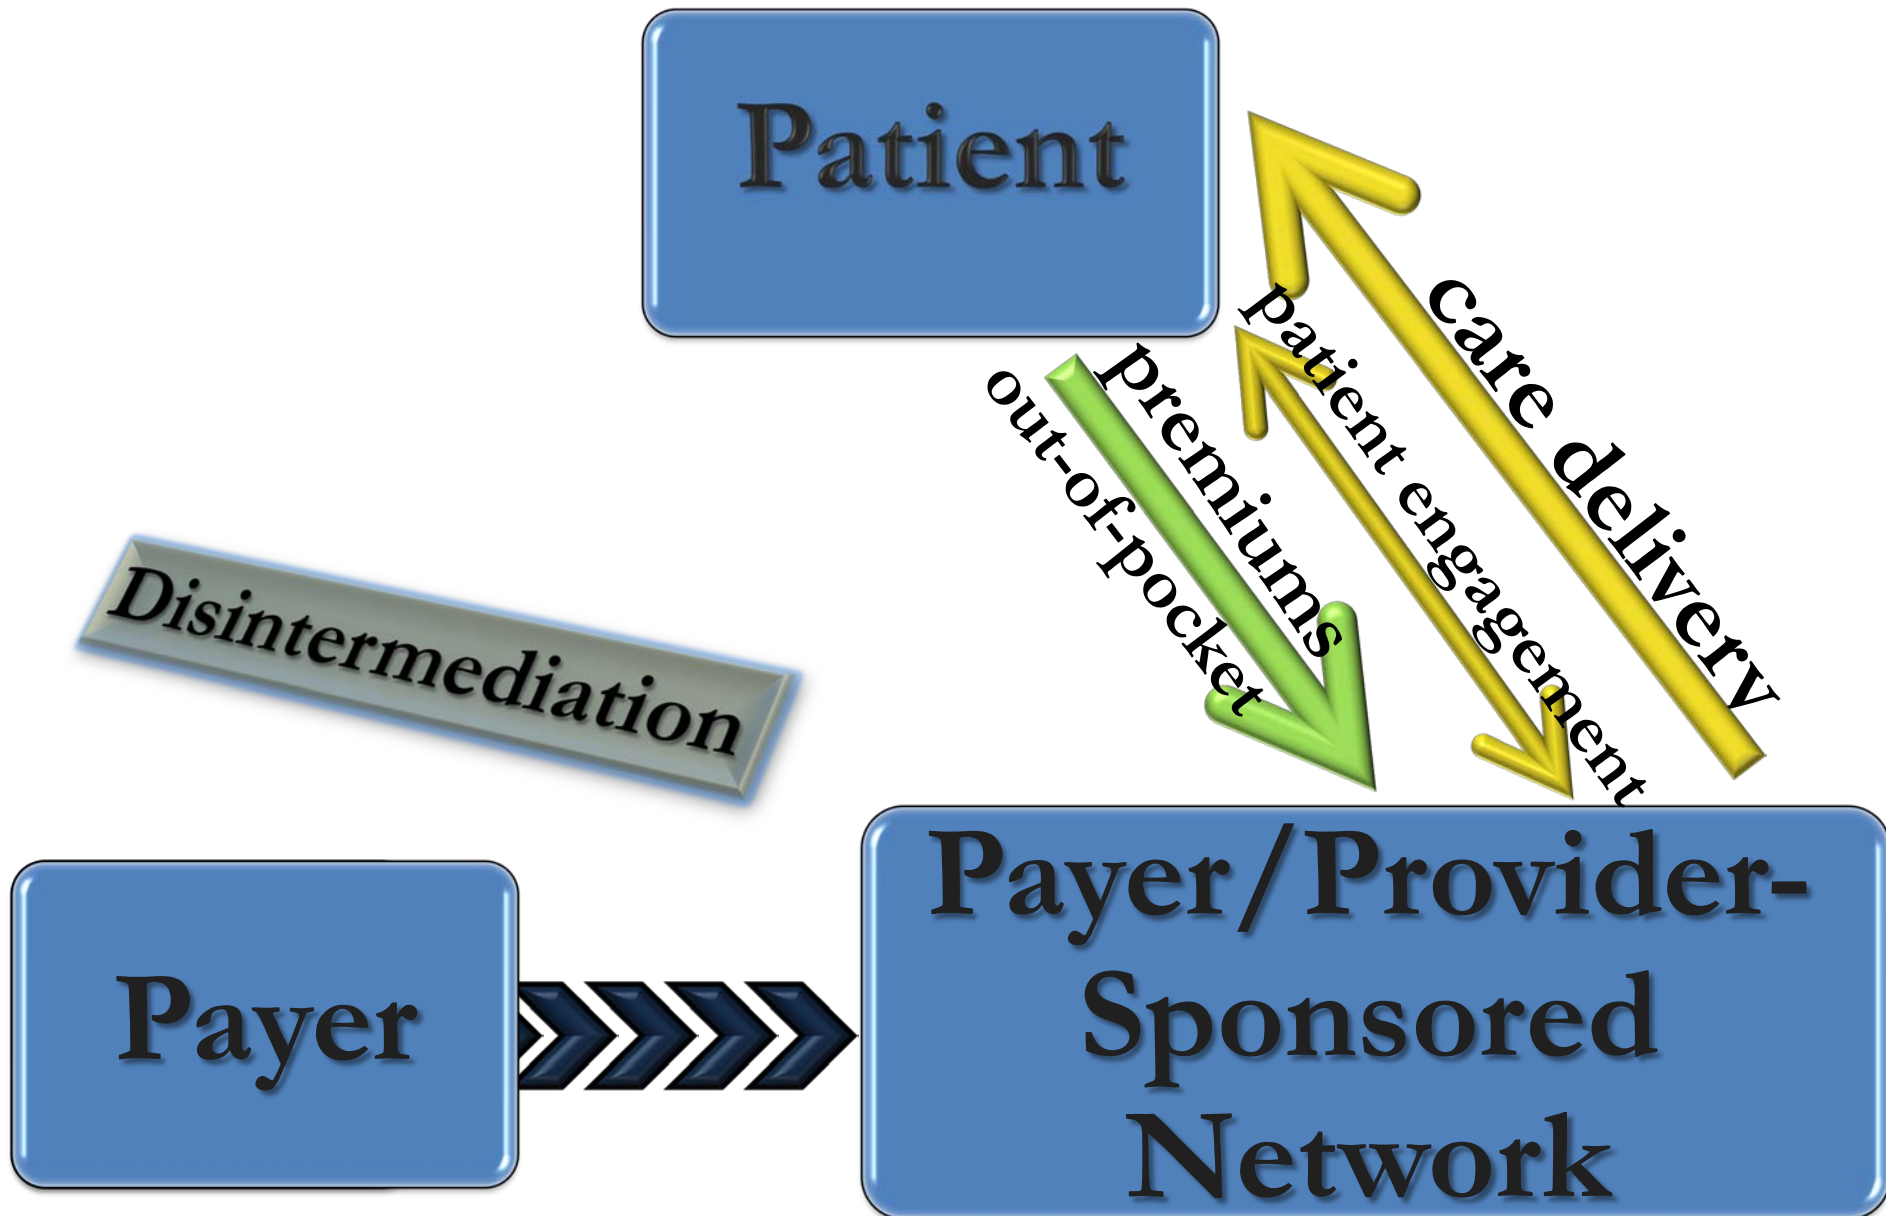 Patient
care delivery
patient engagement
premiums
out-of-pocket
Disintermediation
Payer
Payer/Provider-
Sponsored
Network